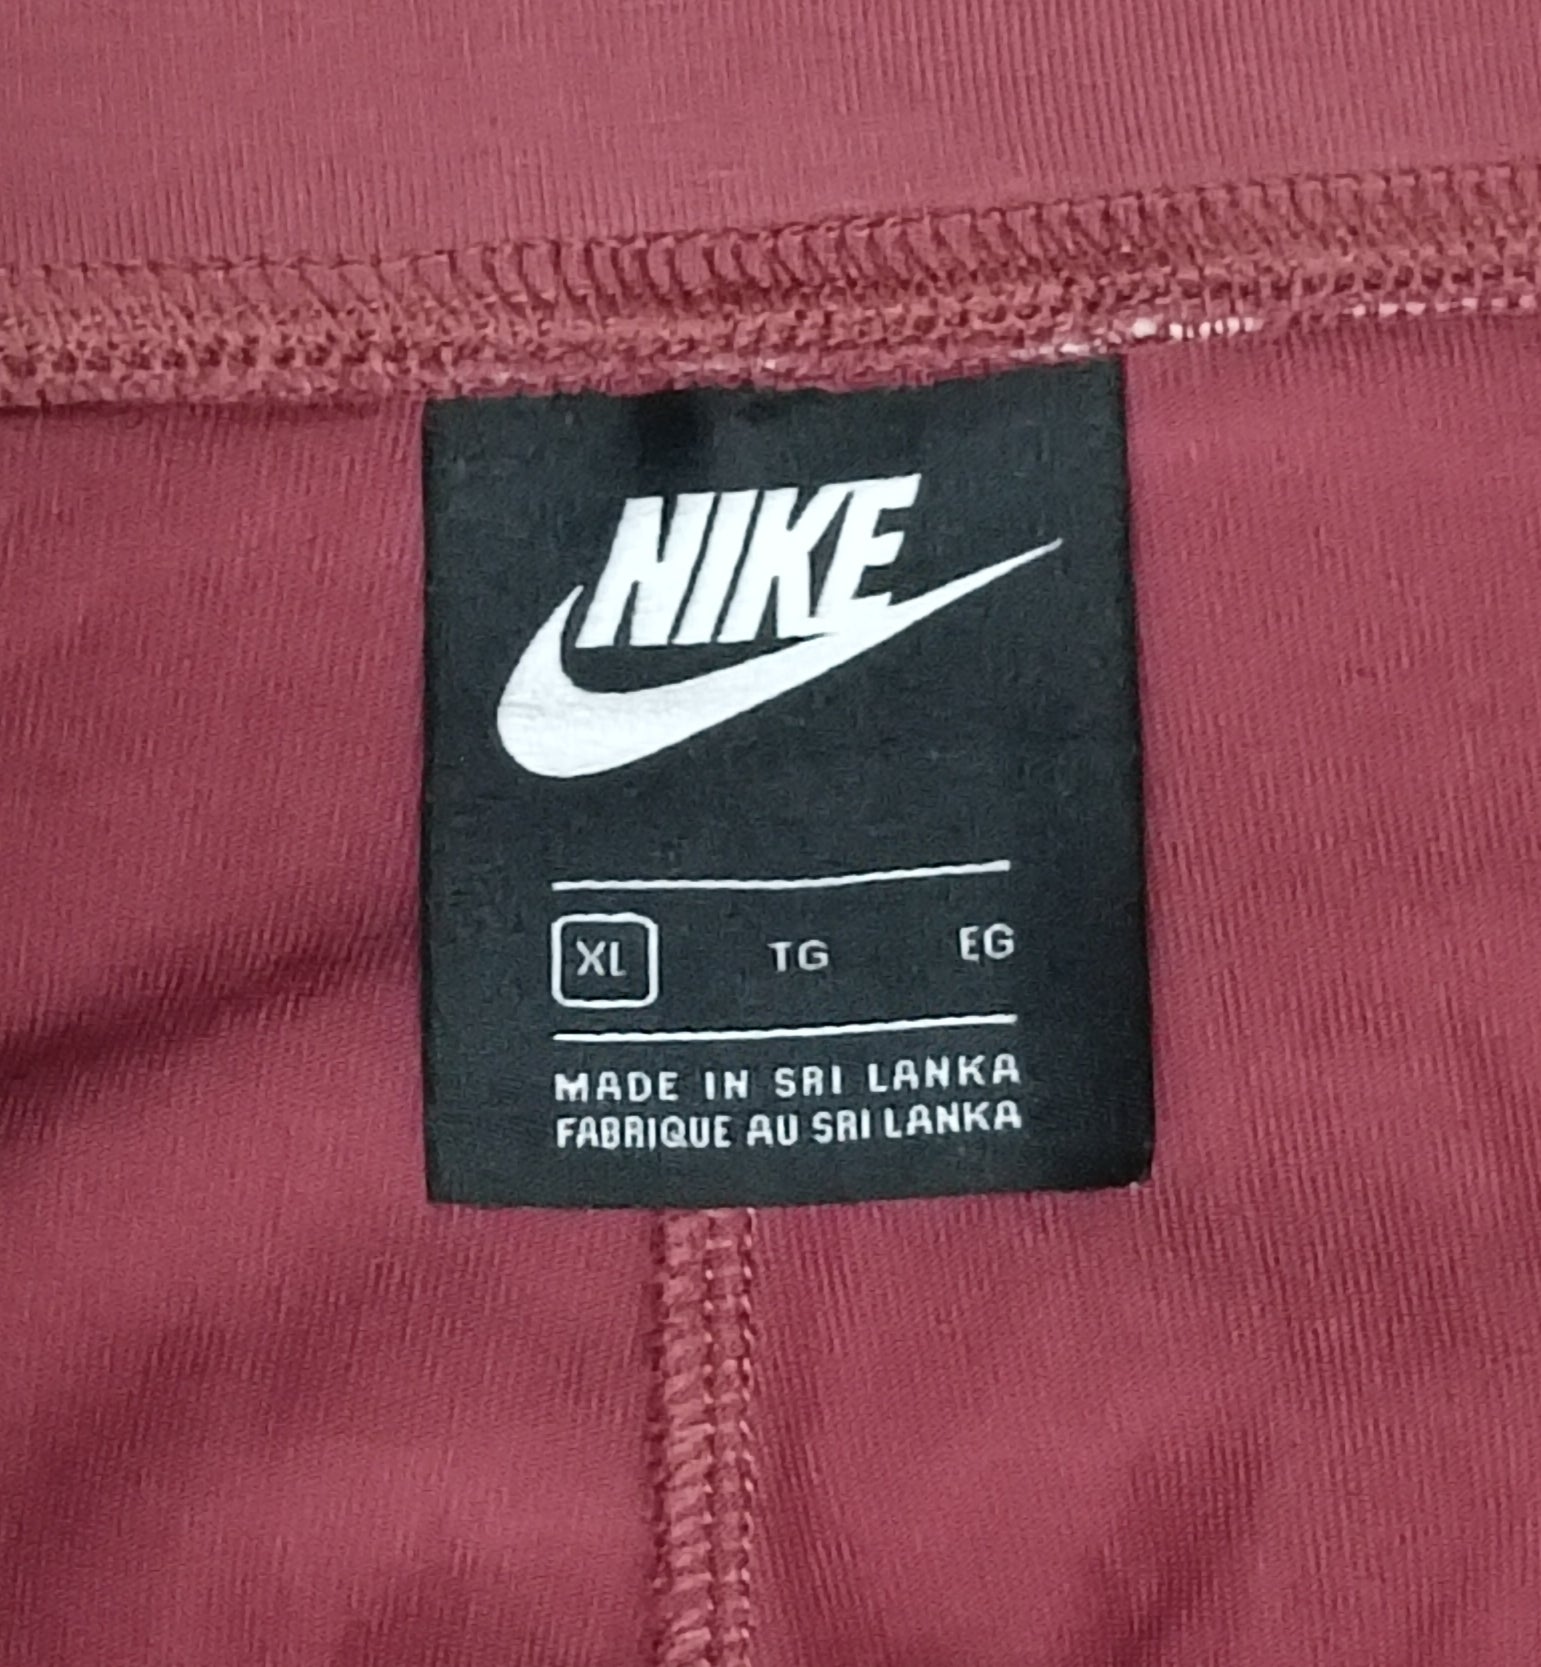 NIKE
XL TG EG
MADE IN SRI LANKA
FABRIQUE AU SRI LANKA